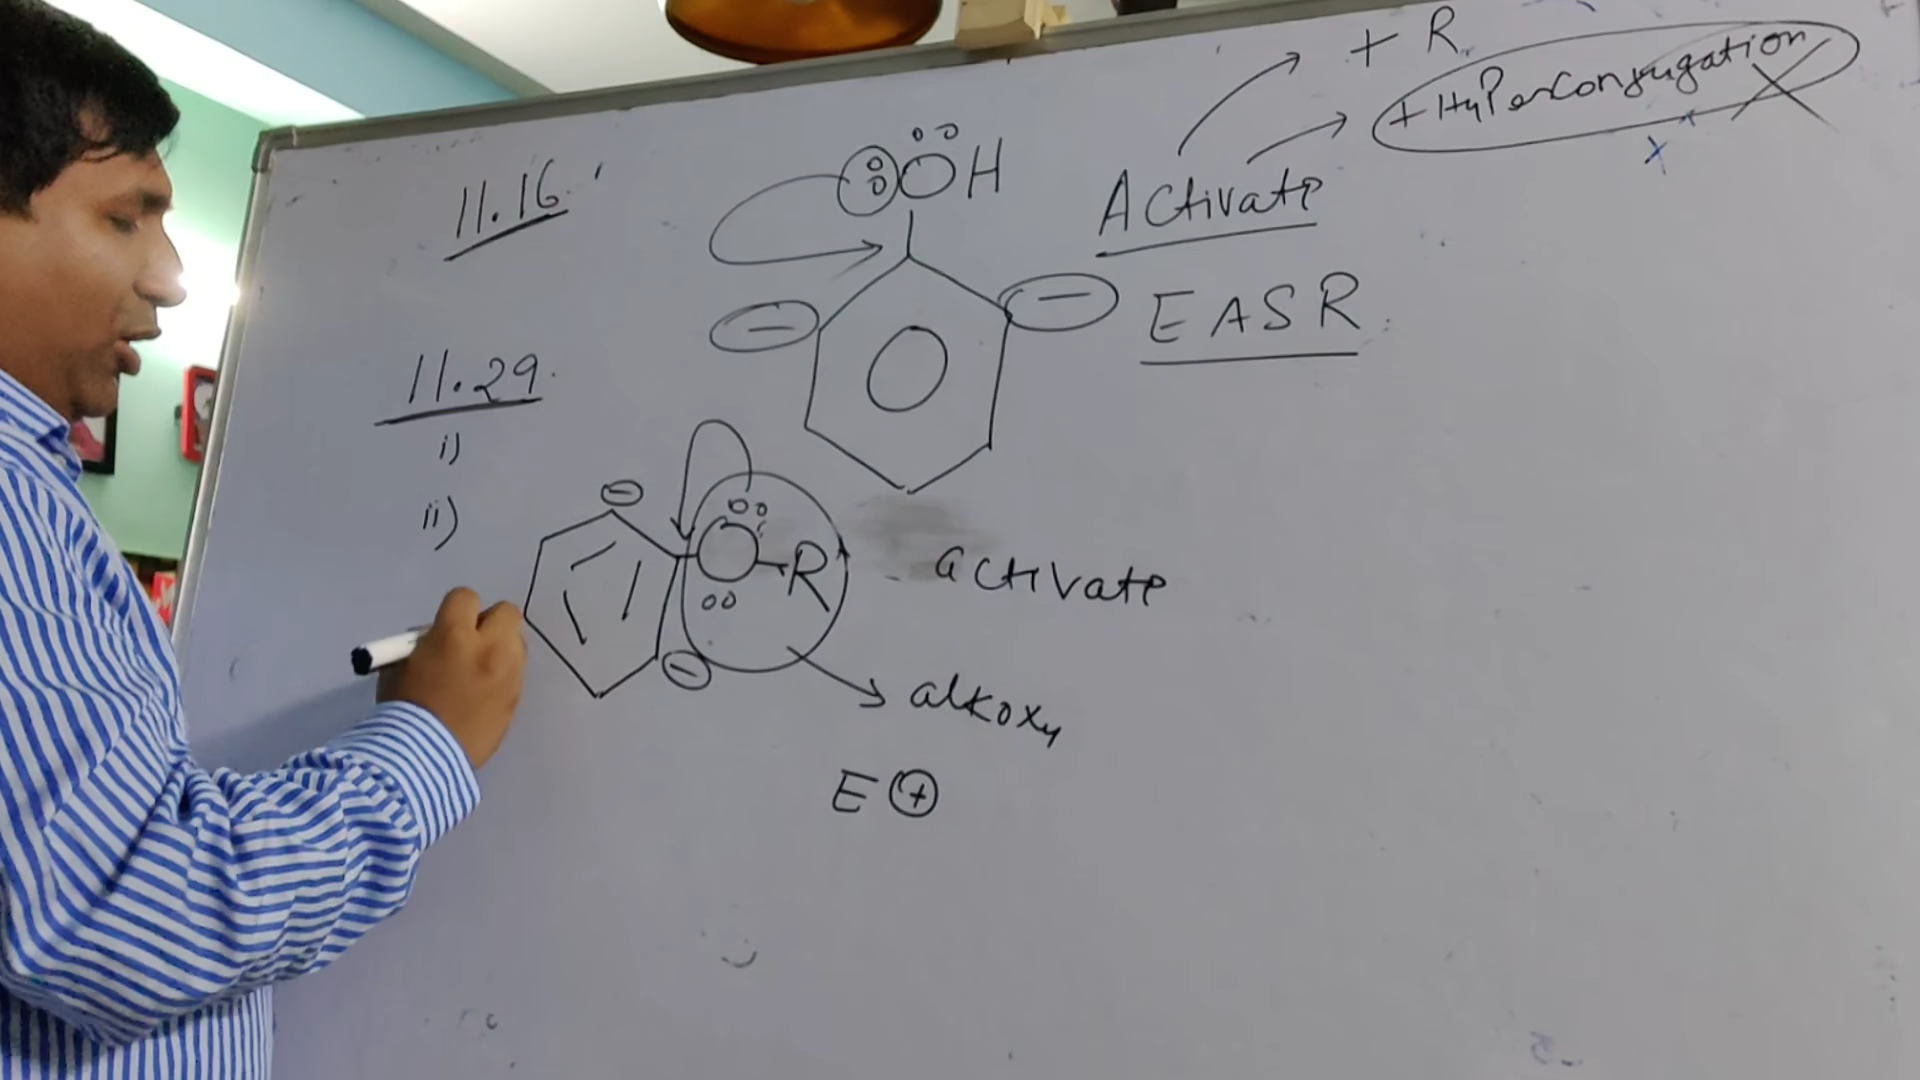 + R
+ Hyperconjugation
11.16.
OH
Activate
EASR
11.29.
i)
ii)
O-R
activate
alkoxy
E +